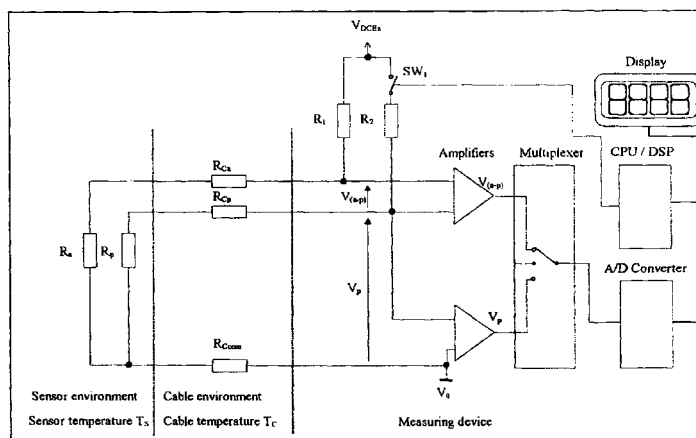 V_DCEx
SW₁
Display
R₁
R₂
R_Ca
Amplifiers
Multiplexer
CPU / DSP
V_(a-p)
R_Cp
V_(a-p)
R_a
R_p
A/D Converter
V_p
V_p
R_Ccom
V_q
Sensor environment
Cable environment
Sensor temperature T_S
Cable temperature T_C
Measuring device